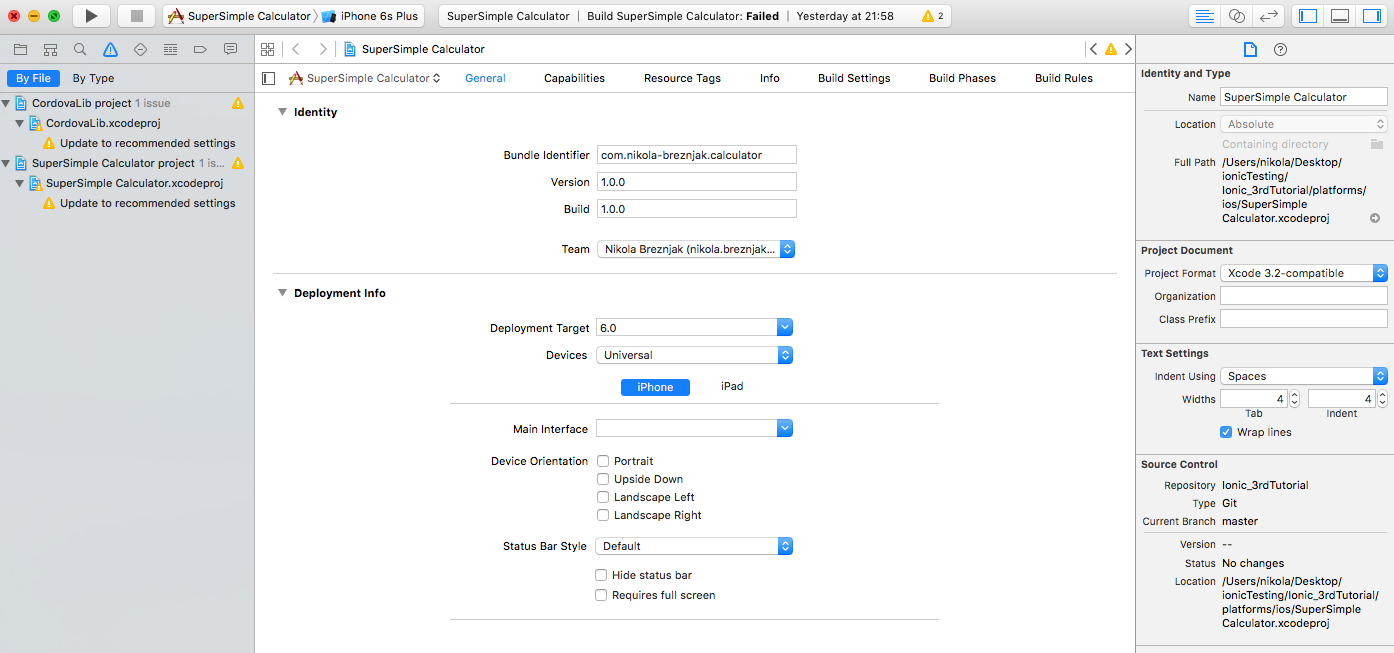 SuperSimple Calculator iPhone 6s Plus
SuperSimple Calculator Build SuperSimple Calculator: Failed Yesterday at 21:58 2
SuperSimple Calculator
By File By Type
CordovaLib project 1 issue
CordovaLib.xcodeproj
Update to recommended settings
SuperSimple Calculator project 1 is...
SuperSimple Calculator.xcodeproj
Update to recommended settings
SuperSimple Calculator General Capabilities Resource Tags Info Build Settings Build Phases Build Rules
Identity
Bundle Identifier com.nikola-breznjak.calculator
Version 1.0.0
Build 1.0.0
Team Nikola Breznjak (nikola.breznjak...
Deployment Info
Deployment Target 6.0
Devices Universal
iPhone iPad
Main Interface
Device Orientation Portrait
Upside Down
Landscape Left
Landscape Right
Status Bar Style Default
Hide status bar
Requires full screen
Identity and Type
Name SuperSimple Calculator
Location Absolute
Containing directory
Full Path /Users/nikola/Desktop/
ionicTesting/
Ionic_3rdTutorial/platforms/
ios/SuperSimple
Calculator.xcodeproj
Project Document
Project Format Xcode 3.2-compatible
Organization
Class Prefix
Text Settings
Indent Using Spaces
Widths 4 4
Tab Indent
Wrap lines
Source Control
Repository Ionic_3rdTutorial
Type Git
Current Branch master
Version --
Status No changes
Location /Users/nikola/Desktop/
ionicTesting/Ionic_3rdTutorial/
platforms/ios/SuperSimple
Calculator.xcodeproj